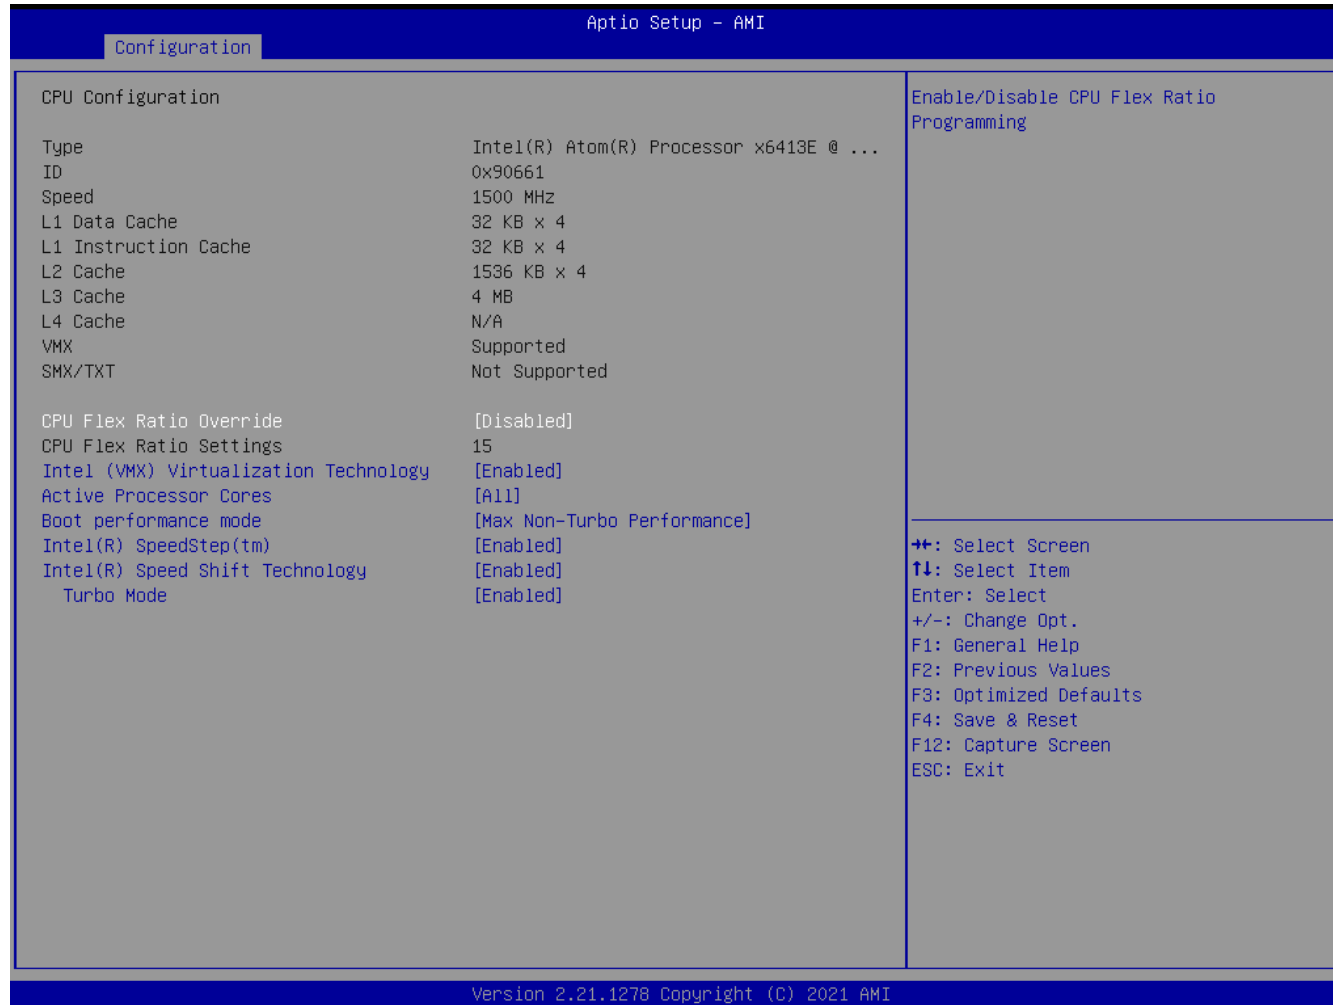 Aptio Setup – AMI
Configuration
CPU Configuration
Type Intel(R) Atom(R) Processor x6413E @ ...
ID 0x90661
Speed 1500 MHz
L1 Data Cache 32 KB x 4
L1 Instruction Cache 32 KB x 4
L2 Cache 1536 KB x 4
L3 Cache 4 MB
L4 Cache N/A
VMX Supported
SMX/TXT Not Supported
CPU Flex Ratio Override [Disabled]
CPU Flex Ratio Settings 15
Intel (VMX) Virtualization Technology [Enabled]
Active Processor Cores [All]
Boot performance mode [Max Non-Turbo Performance]
Intel(R) SpeedStep(tm) [Enabled]
Intel(R) Speed Shift Technology [Enabled]
Turbo Mode [Enabled]
Enable/Disable CPU Flex Ratio
Programming
→←: Select Screen
↑↓: Select Item
Enter: Select
+/-: Change Opt.
F1: General Help
F2: Previous Values
F3: Optimized Defaults
F4: Save & Reset
F12: Capture Screen
ESC: Exit
Version 2.21.1278 Copyright (C) 2021 AMI